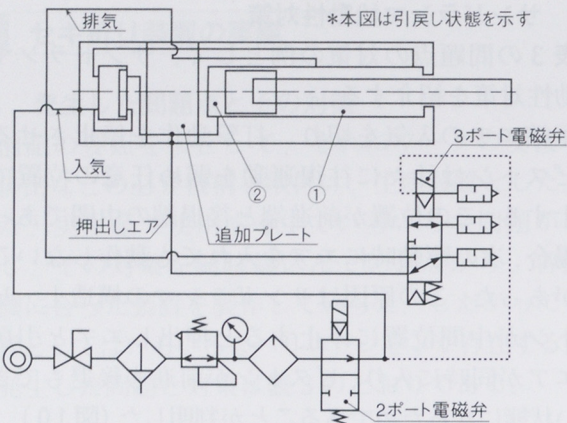 排気
*本図は引戻し状態を示す
3ポート電磁弁
入気
②
①
押出しエア
追加プレート
2ポート電磁弁